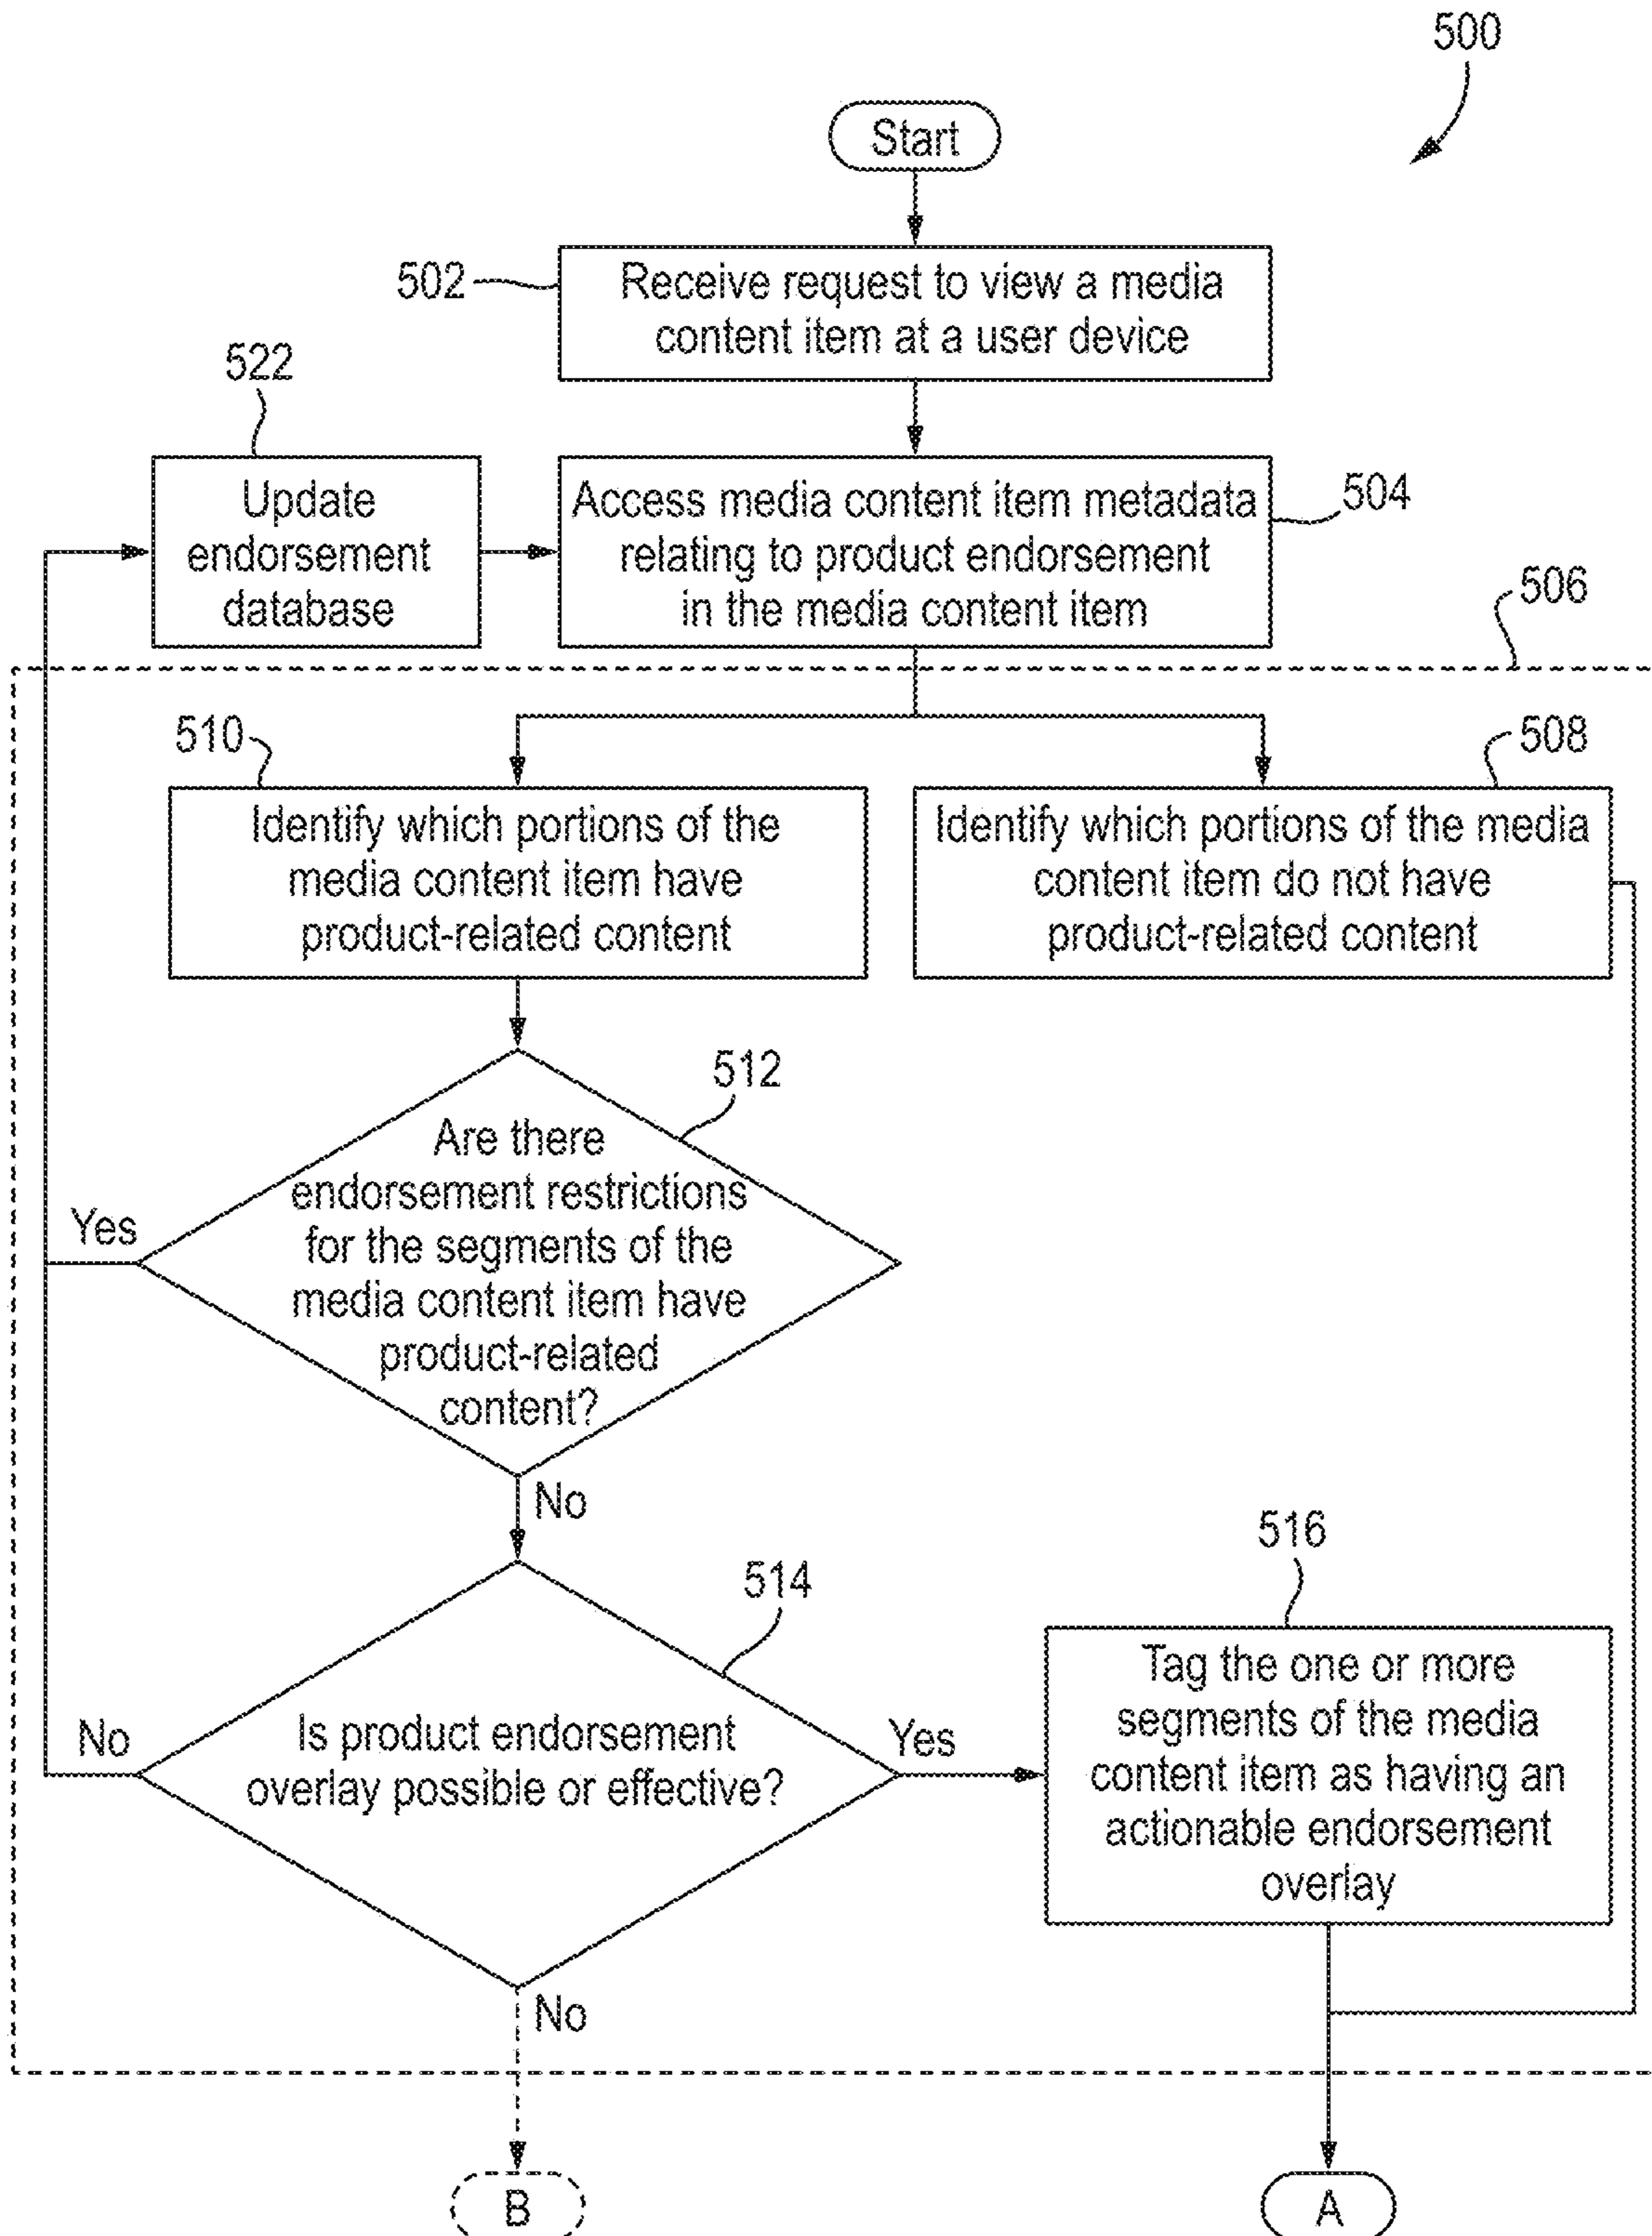 500
Start
502
Receive request to view a media
content item at a user device
522
Update
endorsement
database
Access media content item metadata
relating to product endorsement
in the media content item
504
506
510
508
Identify which portions of the
media content item have
product-related content
Identify which portions of the media
content item do not have
product-related content
512
Are there
endorsement restrictions
for the segments of the
media content item have
product-related
content?
Yes
No
514
516
Is product endorsement
overlay possible or effective?
No
Yes
Tag the one or more
segments of the media
content item as having an
actionable endorsement
overlay
No
B
A